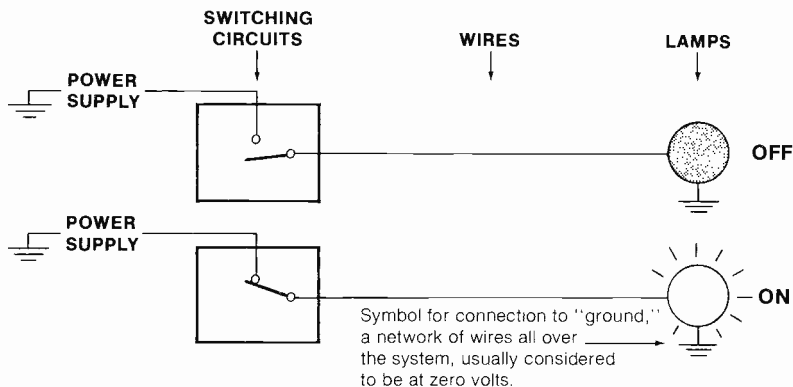 SWITCHING
CIRCUITS
WIRES
LAMPS
POWER
SUPPLY
OFF
POWER
SUPPLY
ON
Symbol for connection to "ground,"
a network of wires all over
the system, usually considered
to be at zero volts.